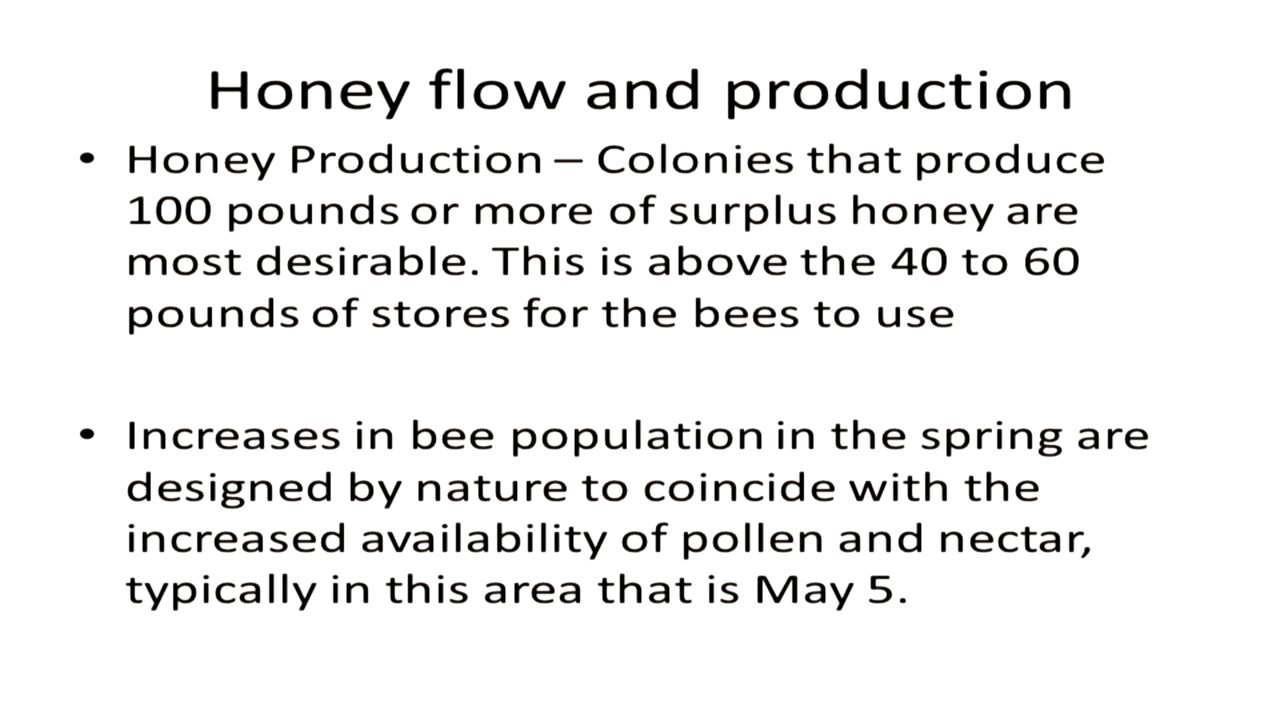 Honey flow and production
• Honey Production – Colonies that produce
100 pounds or more of surplus honey are
most desirable. This is above the 40 to 60
pounds of stores for the bees to use
• Increases in bee population in the spring are
designed by nature to coincide with the
increased availability of pollen and nectar,
typically in this area that is May 5.